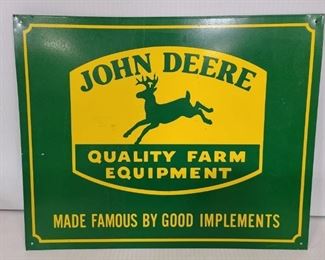 JOHN DEERE
QUALITY FARM
EQUIPMENT
MADE FAMOUS BY GOOD IMPLEMENTS